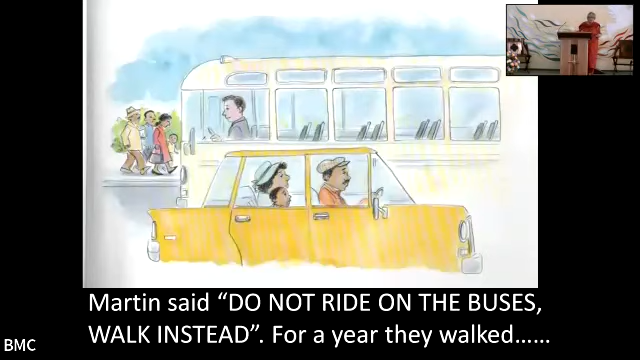 Martin said “DO NOT RIDE ON THE BUSES,
WALK INSTEAD”. For a year they walked……
BMC